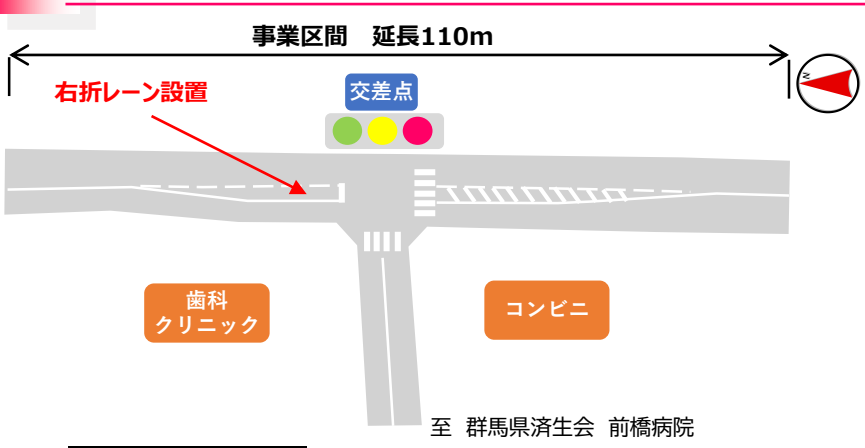 事業区間 延長110m
右折レーン設置
交差点
N
歯科
クリニック
コンビニ
至 群馬県済生会 前橋病院